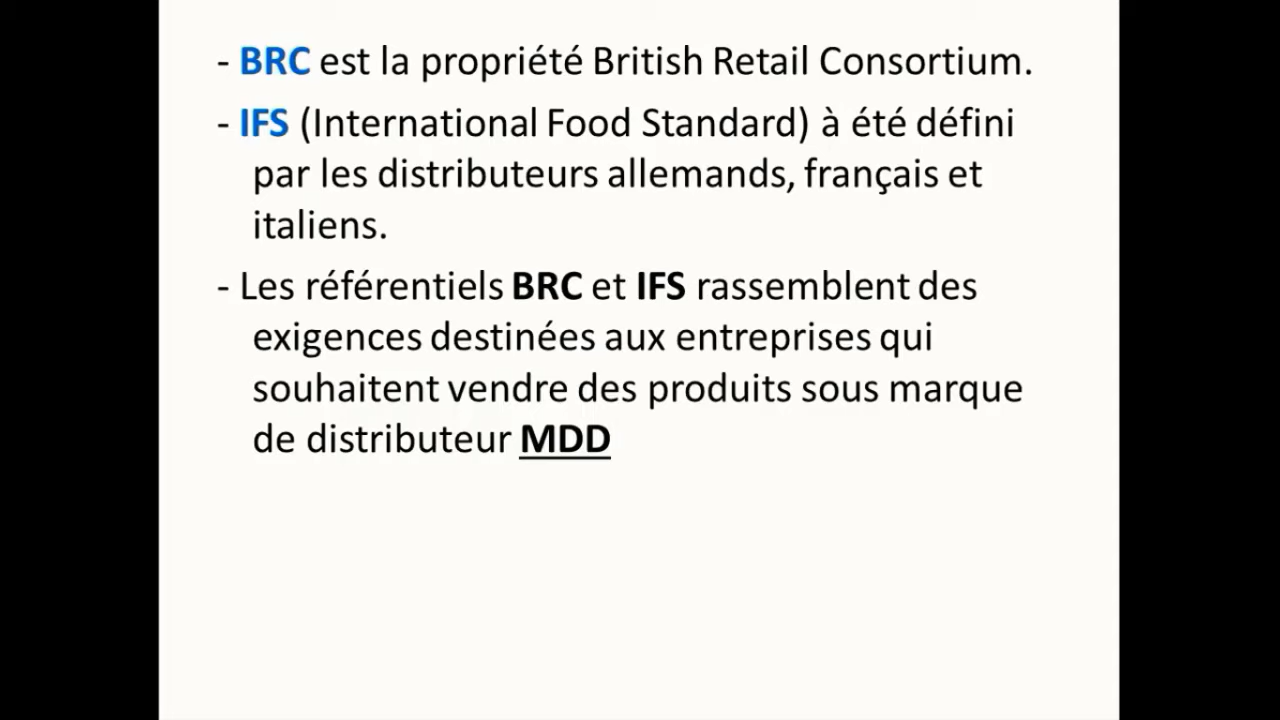 - BRC est la propriété British Retail Consortium.
- IFS (International Food Standard) à été défini
par les distributeurs allemands, français et
italiens.
- Les référentiels BRC et IFS rassemblent des
exigences destinées aux entreprises qui
souhaitent vendre des produits sous marque
de distributeur MDD